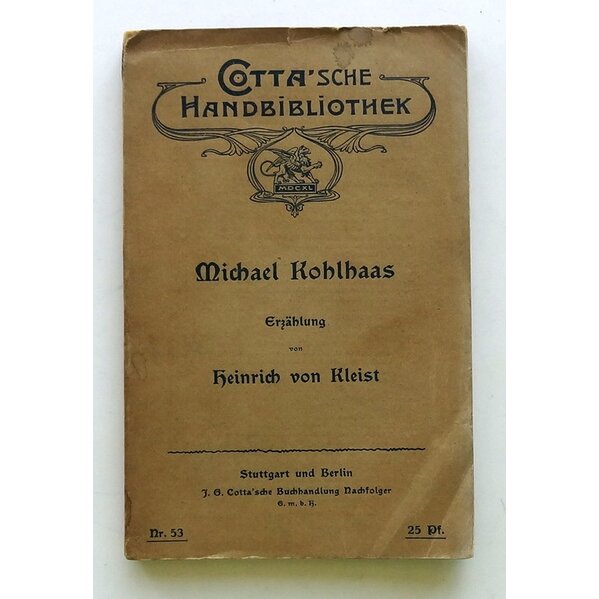 COTTA'SCHE
HANDBIBLIOTHEK
MDCXL
Michael Kohlhaas
Erzählung
von
Heinrich von Kleist
Stuttgart und Berlin
J. G. Cotta'sche Buchhandlung Nachfolger
G. m. b. H.
Nr. 53
25 Pf.